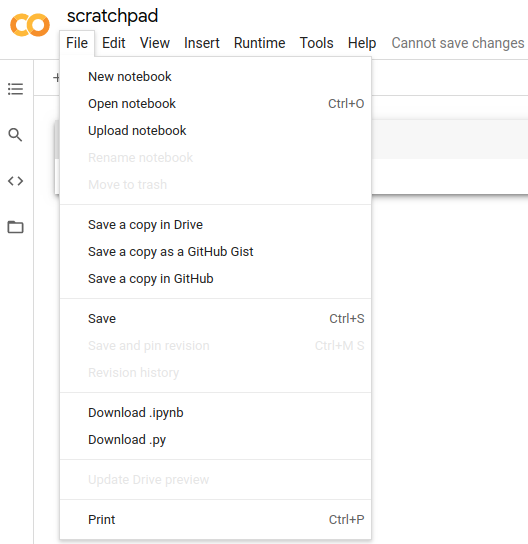 scratchpad
File Edit View Insert Runtime Tools Help Cannot save changes
New notebook
Open notebook Ctrl+O
Upload notebook
Rename notebook
Move to trash
Save a copy in Drive
Save a copy as a GitHub Gist
Save a copy in GitHub
Save Ctrl+S
Save and pin revision Ctrl+M S
Revision history
Download .ipynb
Download .py
Update Drive preview
Print Ctrl+P